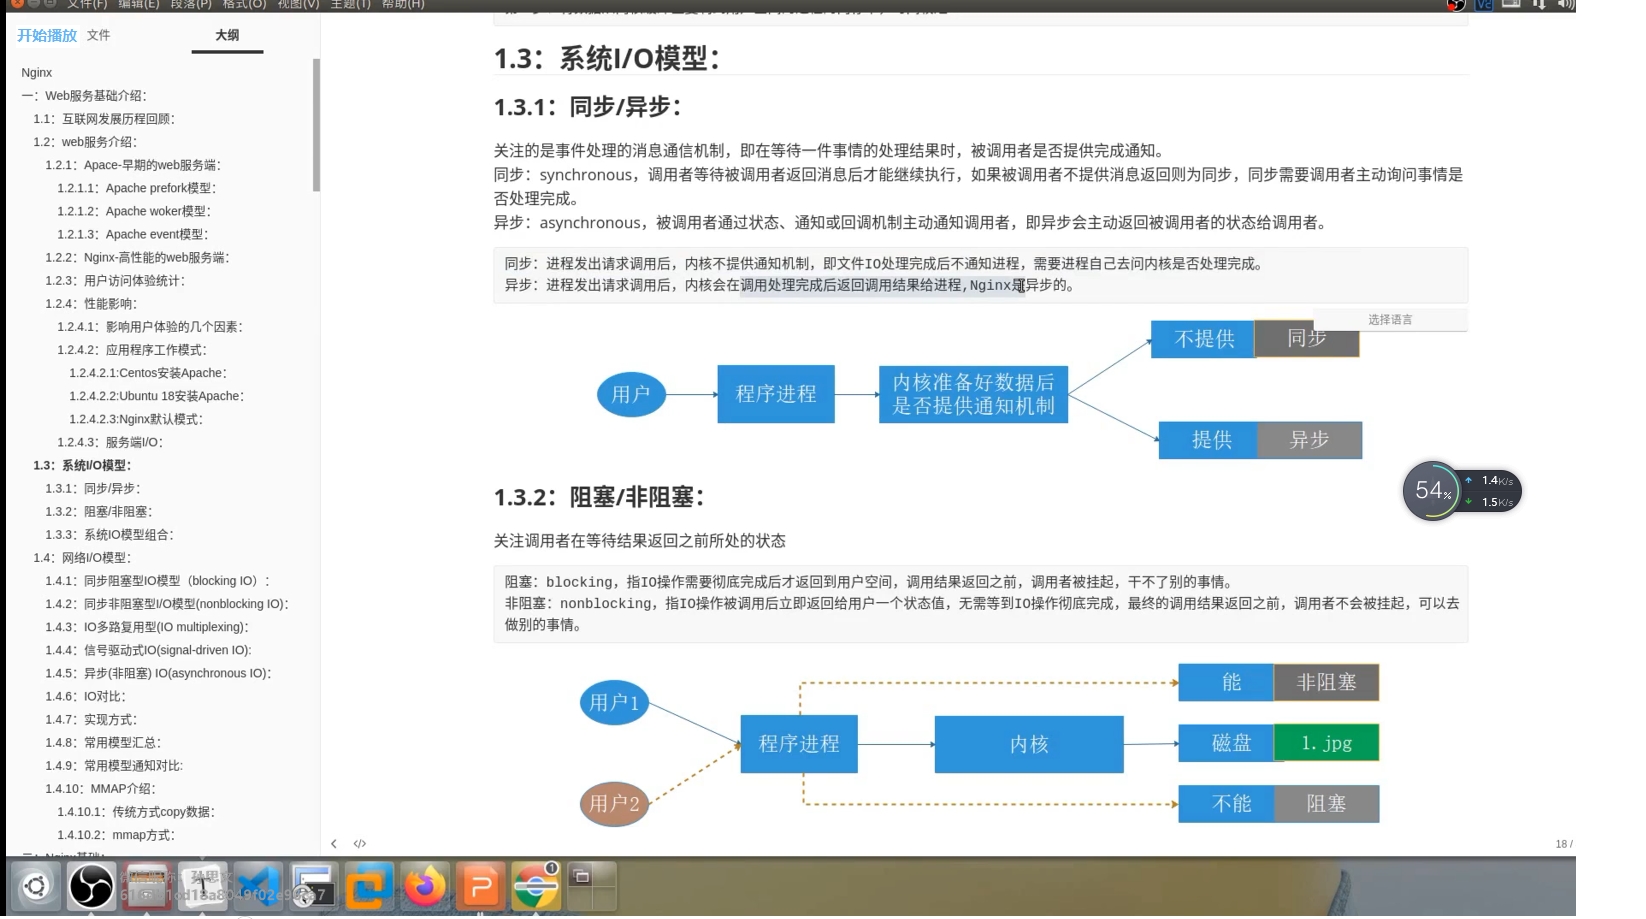 文件(F) 编辑(E) 段落(P) 格式(O) 视图(V) 主题(T) 帮助(H)
开始播放 文件 大纲
Nginx
一：Web服务基础介绍：
1.1：互联网发展历程回顾：
1.2：web服务介绍：
1.2.1：Apace-早期的web服务端：
1.2.1.1：Apache prefork模型：
1.2.1.2：Apache woker模型：
1.2.1.3：Apache event模型：
1.2.2：Nginx-高性能的web服务端：
1.2.3：用户访问体验统计：
1.2.4：性能影响：
1.2.4.1：影响用户体验的几个因素：
1.2.4.2：应用程序工作模式：
1.2.4.2.1:Centos安装Apache：
1.2.4.2.2:Ubuntu 18安装Apache：
1.2.4.2.3:Nginx默认模式：
1.2.4.3：服务端I/O：
1.3：系统I/O模型：
1.3.1：同步/异步：
1.3.2：阻塞/非阻塞：
1.3.3：系统IO模型组合：
1.4：网络I/O模型：
1.4.1：同步阻塞型IO模型（blocking IO）：
1.4.2：同步非阻塞型I/O模型(nonblocking IO)：
1.4.3：IO多路复用型(IO multiplexing)：
1.4.4：信号驱动式IO(signal-driven IO):
1.4.5：异步(非阻塞) IO(asynchronous IO)：
1.4.6：IO对比：
1.4.7：实现方式：
1.4.8：常用模型汇总：
1.4.9：常用模型通知对比:
1.4.10：MMAP介绍：
1.4.10.1：传统方式copy数据：
1.4.10.2：mmap方式：
二：Nginx基础：
1.3：系统I/O模型：
1.3.1：同步/异步：
关注的是事件处理的消息通信机制，即在等待一件事情的处理结果时，被调用者是否提供完成通知。
同步：synchronous，调用者等待被调用者返回消息后才能继续执行，如果被调用者不提供消息返回则为同步，同步需要调用者主动询问事情是
否处理完成。
异步：asynchronous，被调用者通过状态、通知或回调机制主动通知调用者，即异步会主动返回被调用者的状态给调用者。
同步：进程发出请求调用后，内核不提供通知机制，即文件IO处理完成后不通知进程，需要进程自己去问内核是否处理完成。
异步：进程发出请求调用后，内核会在调用处理完成后返回调用结果给进程,Nginx是异步的。
选择语言
不提供 同步
用户 程序进程 内核准备好数据后
是否提供通知机制
提供 异步
1.3.2：阻塞/非阻塞：
关注调用者在等待结果返回之前所处的状态
阻塞：blocking，指IO操作需要彻底完成后才返回到用户空间，调用结果返回之前，调用者被挂起，干不了别的事情。
非阻塞：nonblocking，指IO操作被调用后立即返回给用户一个状态值，无需等到IO操作彻底完成，最终的调用结果返回之前，调用者不会被挂起，可以去
做别的事情。
能 非阻塞
用户1
程序进程 内核 磁盘 1.jpg
用户2
不能 阻塞
54% 1.4K/s
1.5K/s
18 /